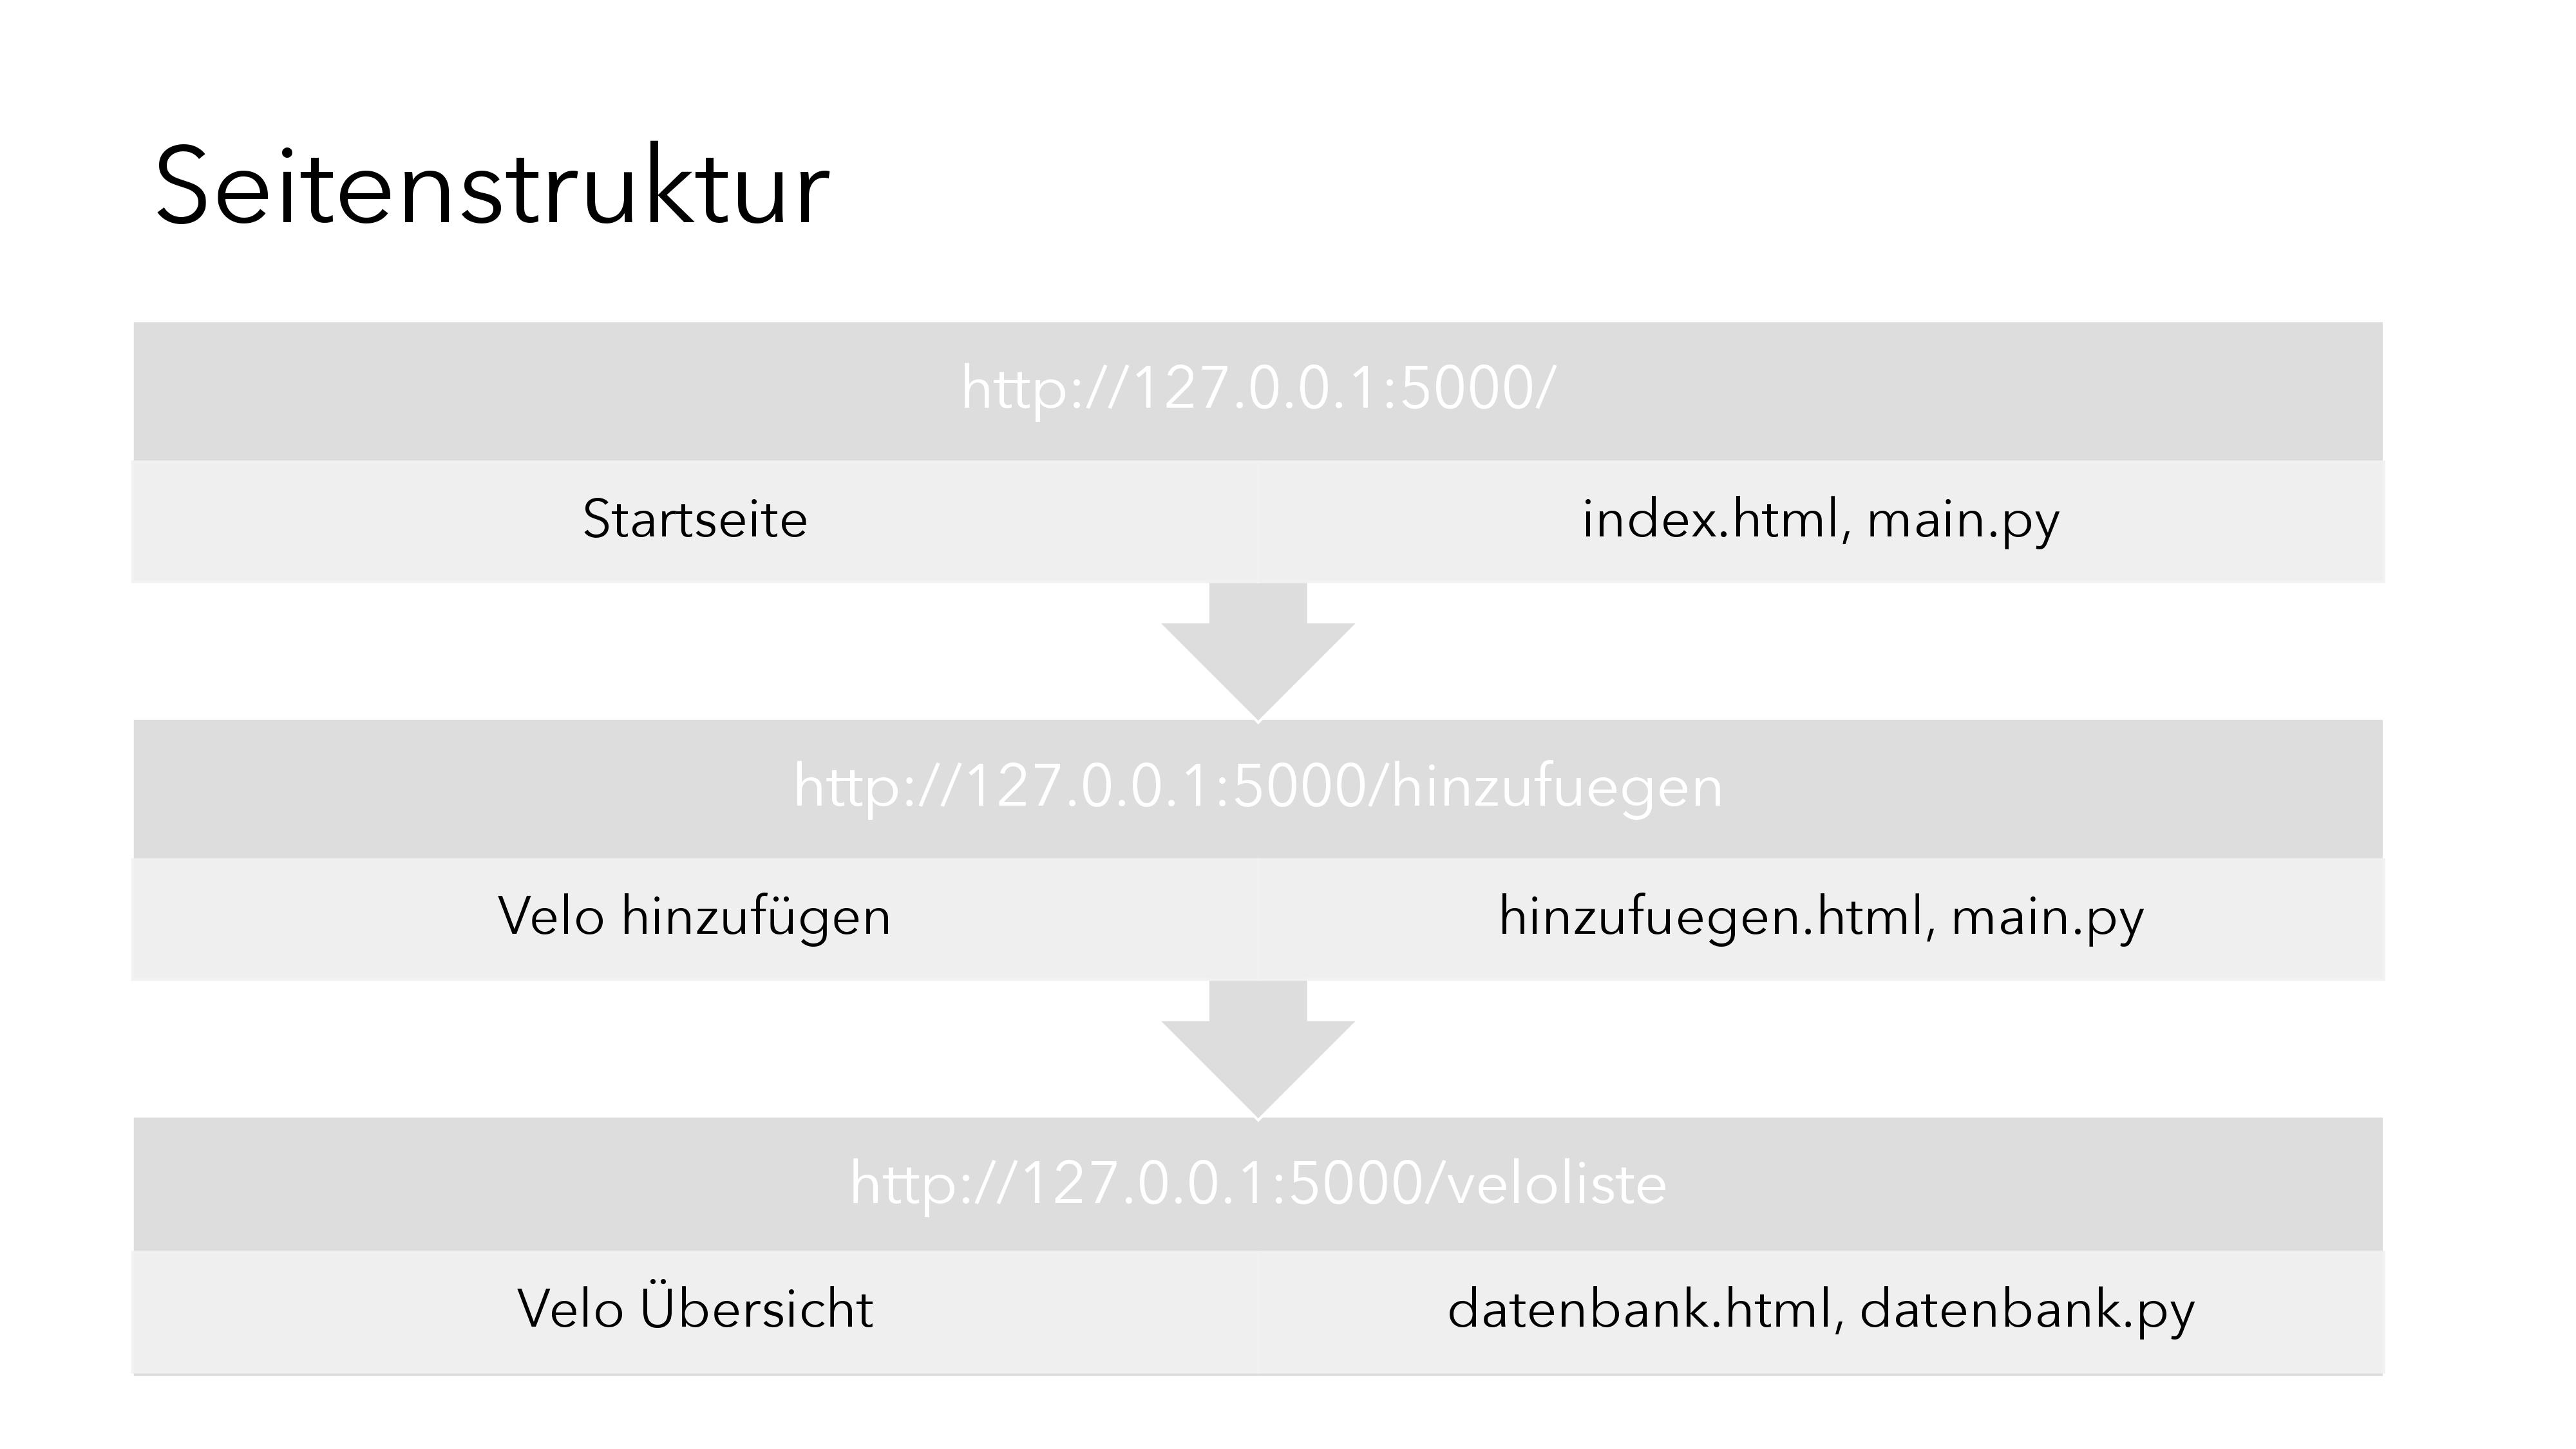 Seitenstruktur
http://127.0.0.1:5000/
Startseite
index.html, main.py
http://127.0.0.1:5000/hinzufuegen
Velo hinzufügen
hinzufuegen.html, main.py
http://127.0.0.1:5000/veloliste
Velo Übersicht
datenbank.html, datenbank.py